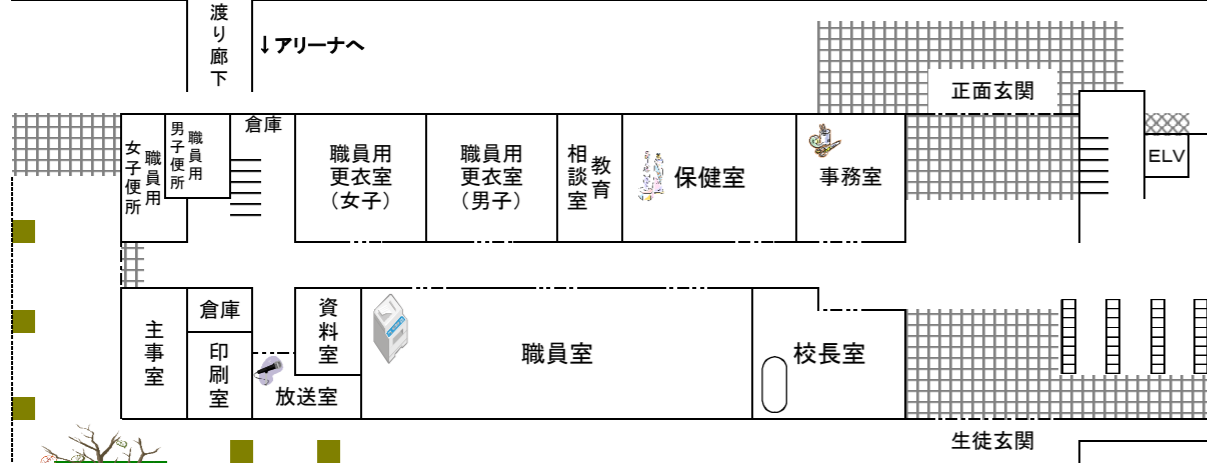 渡り廊下
↓アリーナへ
正面玄関
職員用
女子便所
職員用
男子便所
倉庫
職員用
更衣室
（女子）
職員用
更衣室
（男子）
教育
相談室
保健室
事務室
ELV
主事室
倉庫
印刷室
資料室
放送室
職員室
校長室
生徒玄関